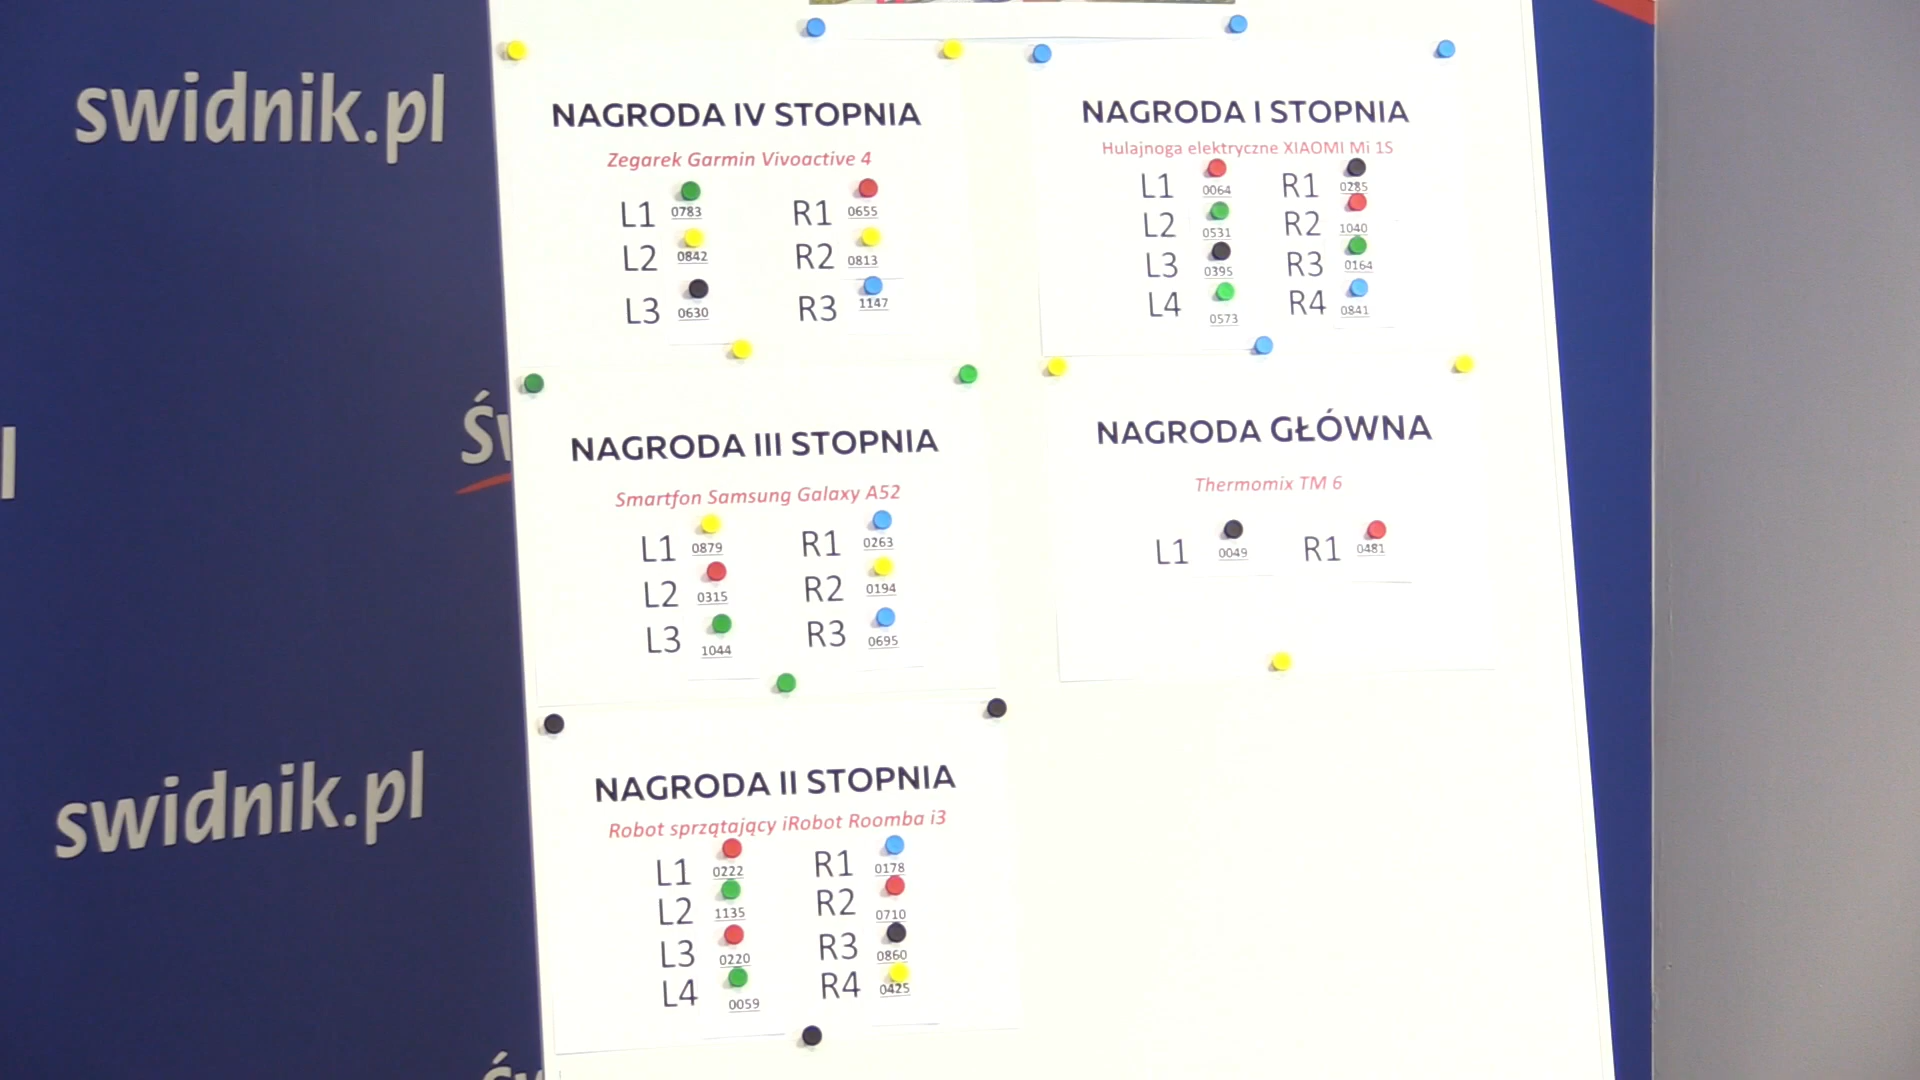 swidnik.pl
swidnik.pl
NAGRODA IV STOPNIA
Zegarek Garmin Vivoactive 4
L1 0783 R1 0655
L2 0842 R2 0813
L3 0630 R3 1147
NAGRODA III STOPNIA
Smartfon Samsung Galaxy A52
L1 0879 R1 0263
L2 0315 R2 0194
L3 1044 R3 0695
NAGRODA II STOPNIA
Robot sprzątający iRobot Roomba i3
L1 0222 R1 0178
L2 1135 R2 0710
L3 0220 R3 0860
L4 0059 R4 0425
NAGRODA I STOPNIA
Hulajnoga elektryczne XIAOMI Mi 1S
L1 0064 R1 0285
L2 0531 R2 1040
L3 0395 R3 0164
L4 0573 R4 0841
NAGRODA GŁÓWNA
Thermomix TM 6
L1 0049 R1 0481